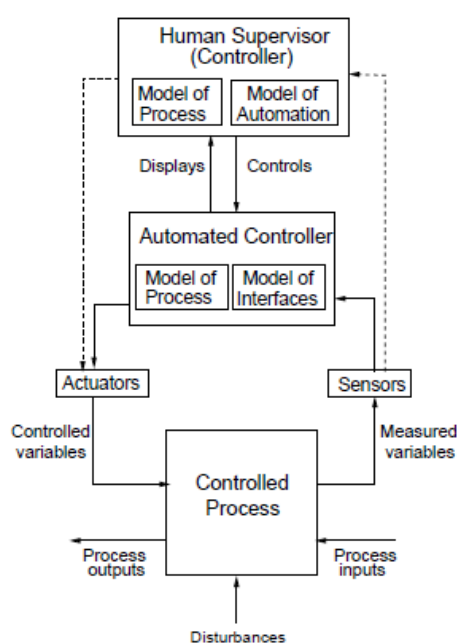 Human Supervisor
(Controller)
Model of
Process
Model of
Automation
Displays
Controls
Automated Controller
Model of
Process
Model of
Interfaces
Actuators
Sensors
Controlled
variables
Measured
variables
Controlled
Process
Process
outputs
Process
inputs
Disturbances